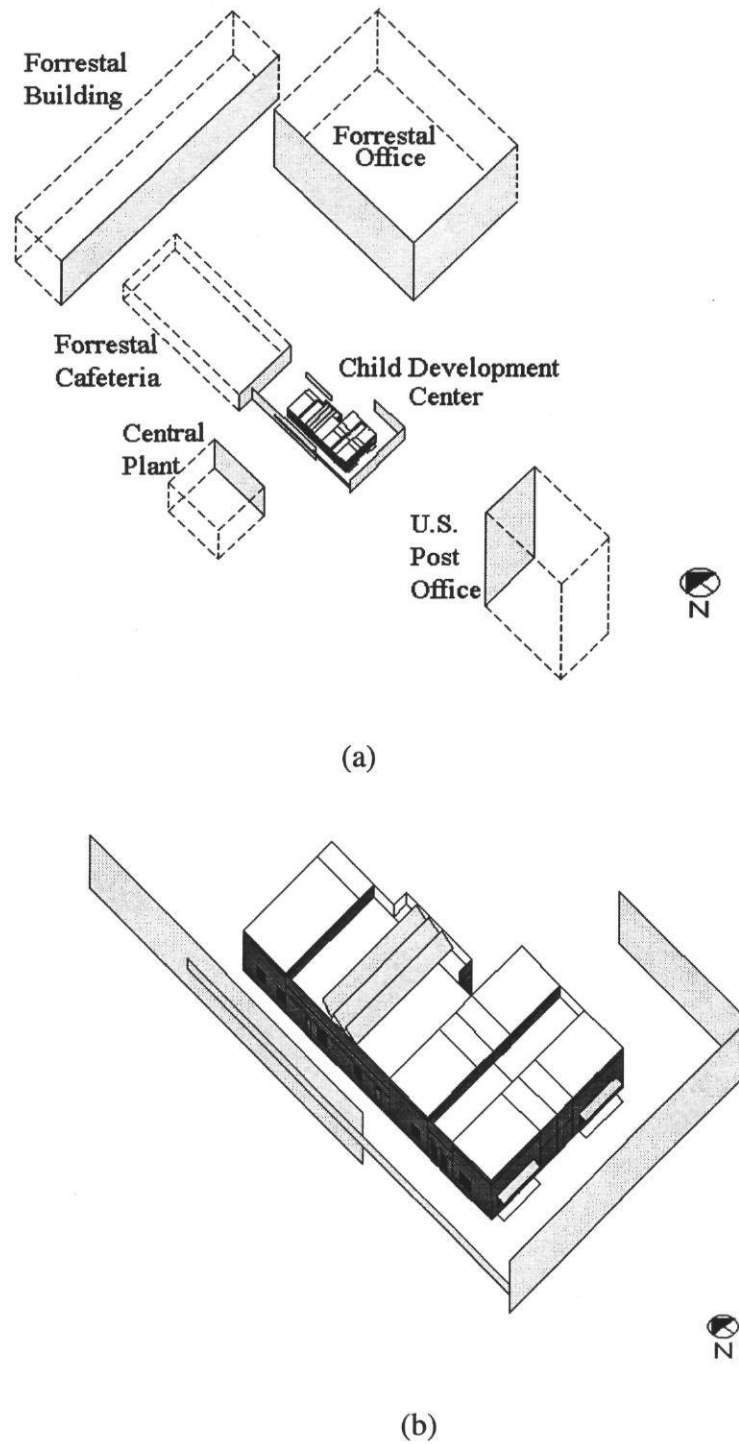 Forrestal
Building
Forrestal
Office
Forrestal
Cafeteria
Child Development
Center
Central
Plant
U.S.
Post
Office
N
(a)
N
(b)